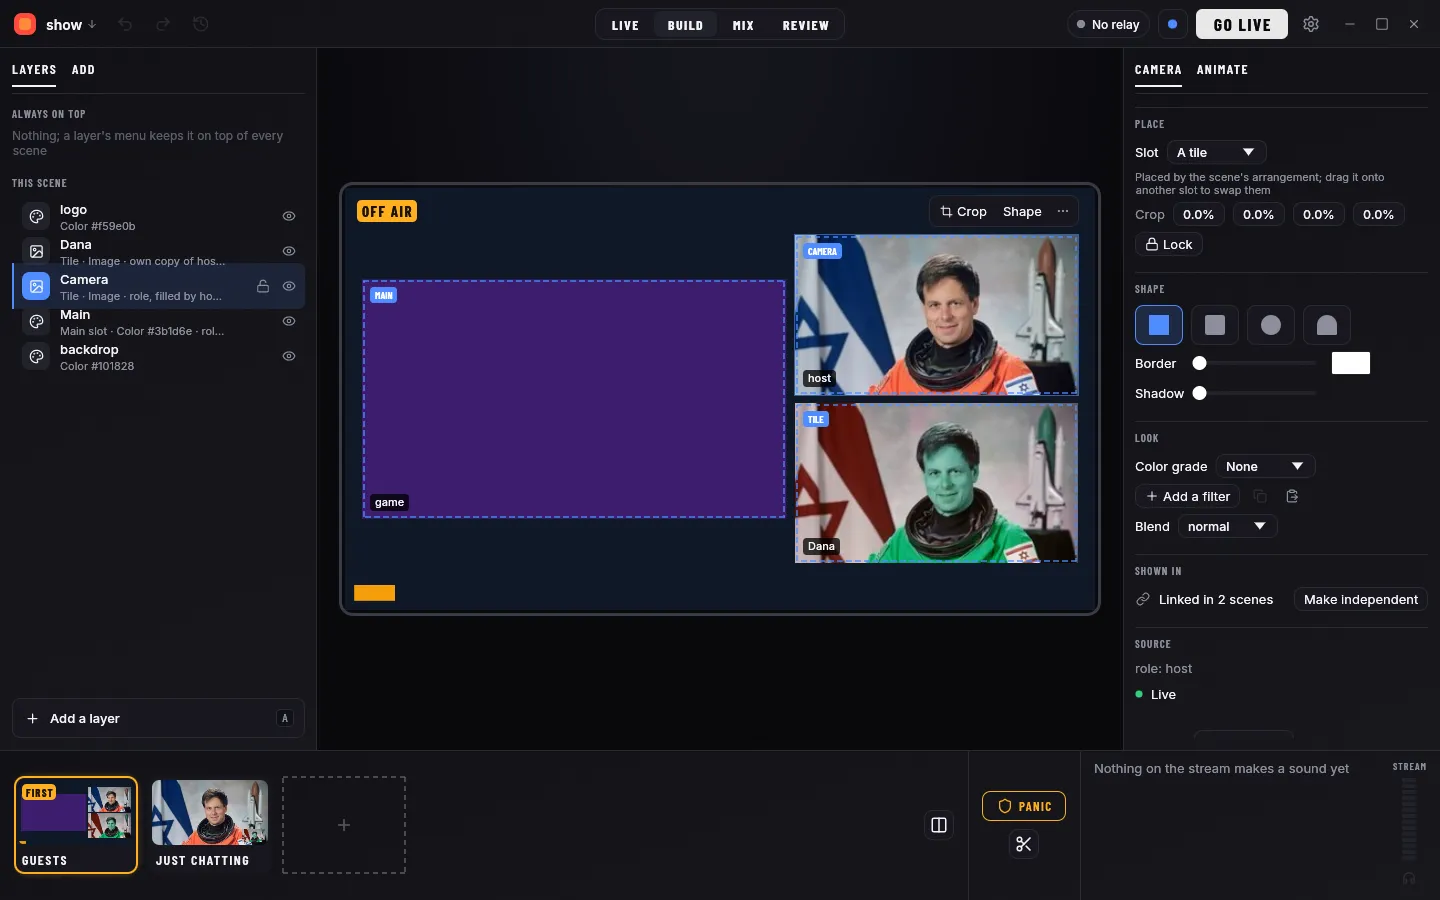 show
LIVE
BUILD
MIX
REVIEW
No relay
GO LIVE
LAYERS
ADD
ALWAYS ON TOP
Nothing; a layer's menu keeps it on top of every
scene
THIS SCENE
logo
Color #f59e0b
Dana
Tile · Image · own copy of hos...
Camera
Tile · Image · role, filled by ho...
Main
Main slot · Color #3b1d6e · rol...
backdrop
Color #101828
Add a layer
A
OFF AIR
Crop
Shape
MAIN
game
CAMERA
host
TILE
Dana
CAMERA
ANIMATE
PLACE
Slot
A tile
Placed by the scene's arrangement; drag it onto
another slot to swap them
Crop
0.0%
0.0%
0.0%
0.0%
Lock
SHAPE
Border
Shadow
LOOK
Color grade
None
Add a filter
Blend
normal
SHOWN IN
Linked in 2 scenes
Make independent
SOURCE
role: host
Live
FIRST
GUESTS
JUST CHATTING
PANIC
Nothing on the stream makes a sound yet
STREAM